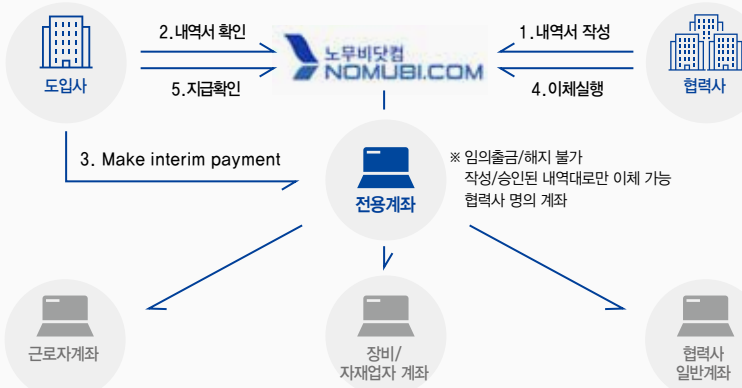 2.내역서 확인
노무비닷컴
NOMUBI.COM
1.내역서 작성
도입사
5.지급확인
4.이체실행
협력사
3. Make interim payment
전용계좌
※ 임의출금/해지 불가
작성/승인된 내역대로만 이체 가능
협력사 명의 계좌
근로자계좌
장비/
자재업자 계좌
협력사
일반계좌